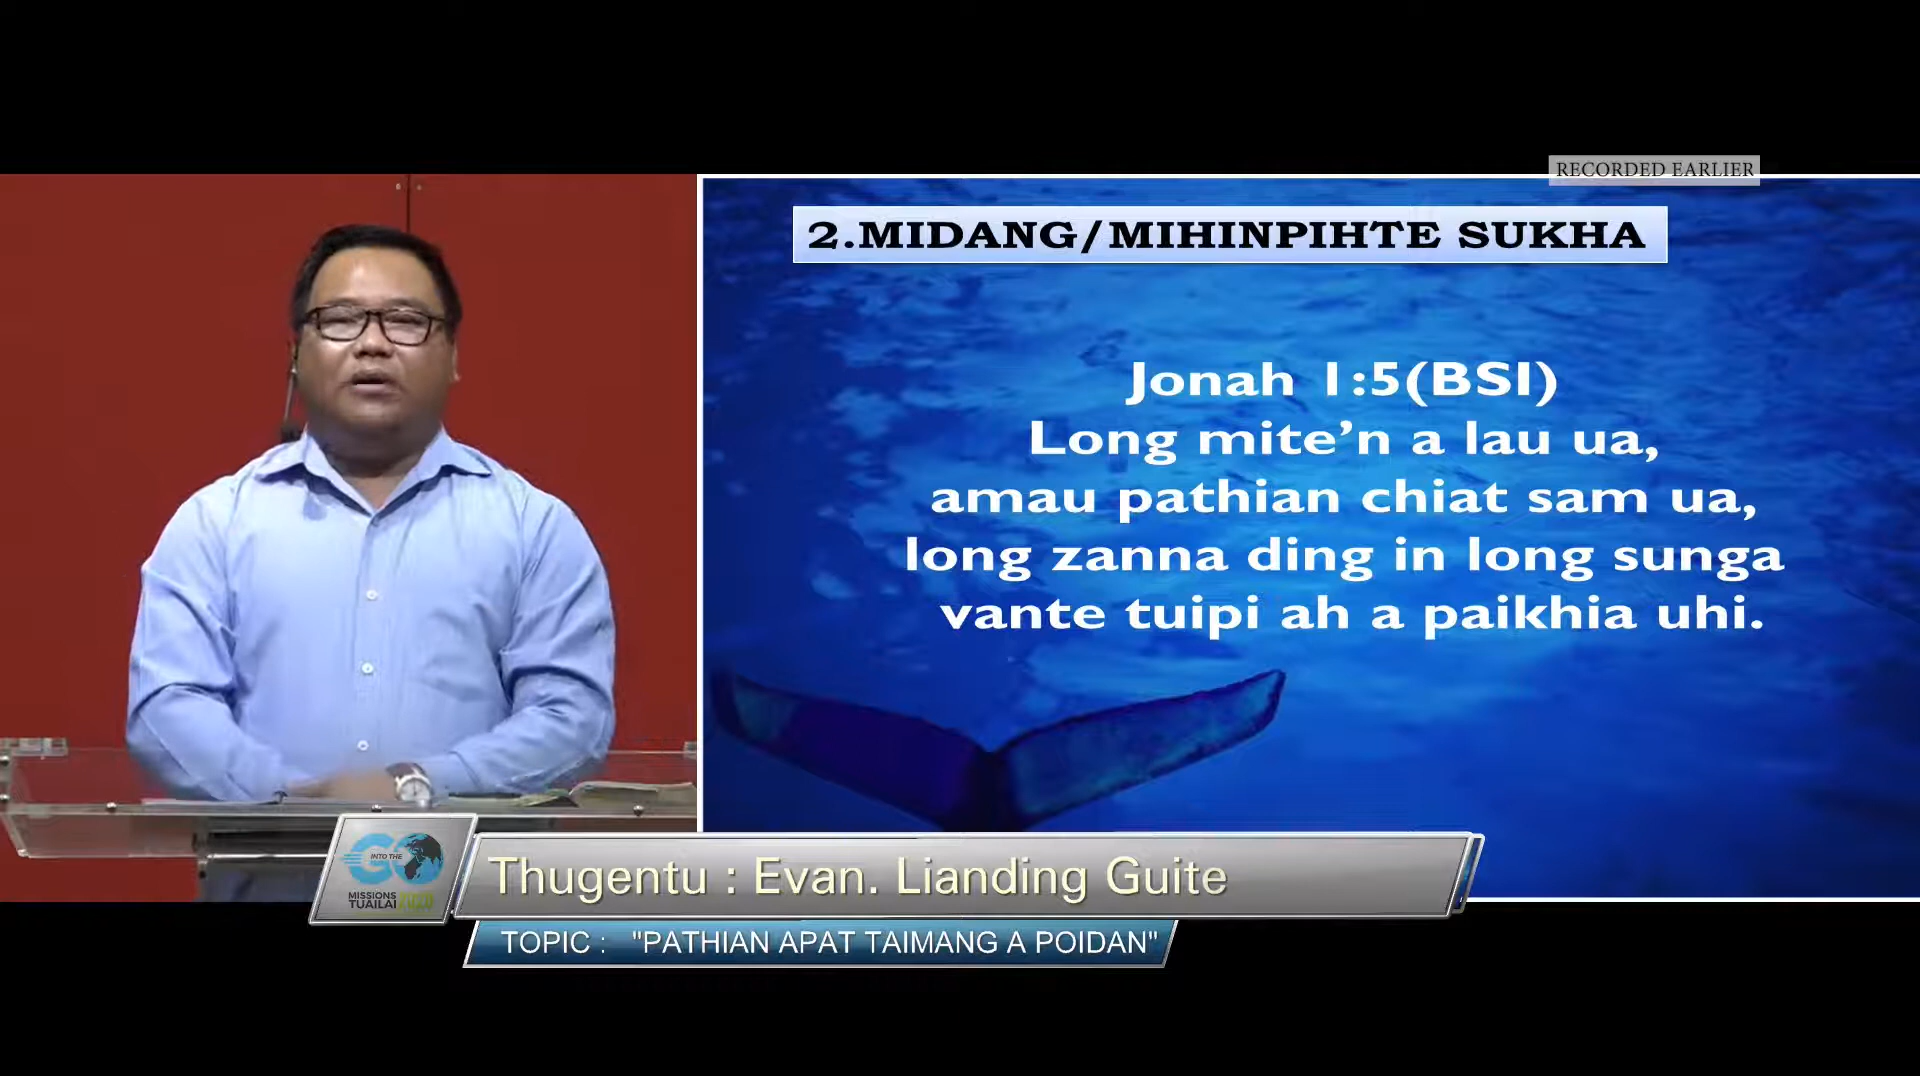 RECORDED EARLIER
2.MIDANG/MIHINPIHTE SUKHA
Jonah 1:5(BSI)
Long mite’n a lau ua,
amau pathian chiat sam ua,
long zanna ding in long sunga
vante tuipi ah a paikhia uhi.
GO
INTO THE
MISSIONS
TUAILAI 2020
Thugentu : Evan. Lianding Guite
TOPIC : "PATHIAN APAT TAIMANG A POIDAN"